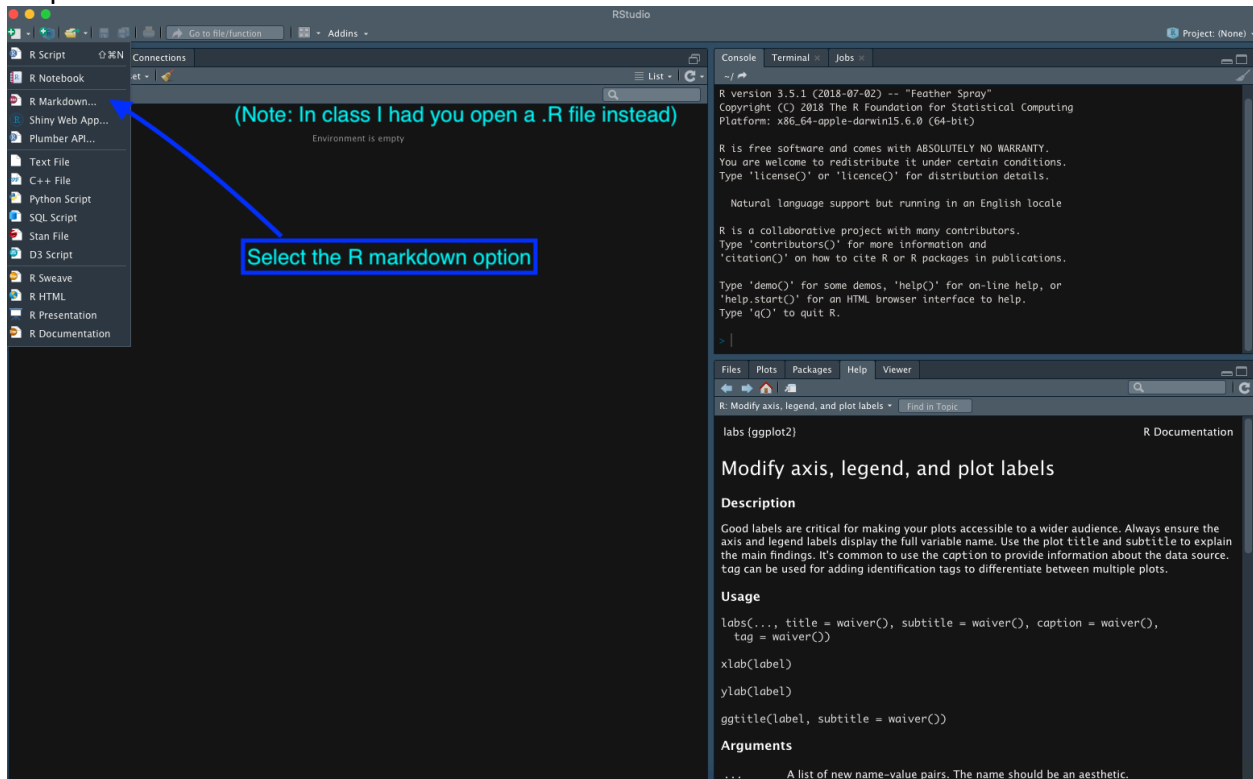 RStudio
Go to file/function
Addins
Project: (None)
R Script ⇧⌘N
R Notebook
R Markdown...
Shiny Web App...
Plumber API...
Text File
C++ File
Python Script
SQL Script
Stan File
D3 Script
R Sweave
R HTML
R Presentation
R Documentation
Connections
List
(Note: In class I had you open a .R file instead)
Environment is empty
Select the R markdown option
Console Terminal Jobs
~/
R version 3.5.1 (2018-07-02) -- "Feather Spray"
Copyright (C) 2018 The R Foundation for Statistical Computing
Platform: x86_64-apple-darwin15.6.0 (64-bit)
R is free software and comes with ABSOLUTELY NO WARRANTY.
You are welcome to redistribute it under certain conditions.
Type 'license()' or 'licence()' for distribution details.
Natural language support but running in an English locale
R is a collaborative project with many contributors.
Type 'contributors()' for more information and
'citation()' on how to cite R or R packages in publications.
Type 'demo()' for some demos, 'help()' for on-line help, or
'help.start()' for an HTML browser interface to help.
Type 'q()' to quit R.
>
Files Plots Packages Help Viewer
R: Modify axis, legend, and plot labels Find in Topic
labs {ggplot2} R Documentation
Modify axis, legend, and plot labels
Description
Good labels are critical for making your plots accessible to a wider audience. Always ensure the
axis and legend labels display the full variable name. Use the plot title and subtitle to explain
the main findings. It's common to use the caption to provide information about the data source.
tag can be used for adding identification tags to differentiate between multiple plots.
Usage
labs(..., title = waiver(), subtitle = waiver(), caption = waiver(),
tag = waiver())
xlab(label)
ylab(label)
ggtitle(label, subtitle = waiver())
Arguments
... A list of new name-value pairs. The name should be an aesthetic.